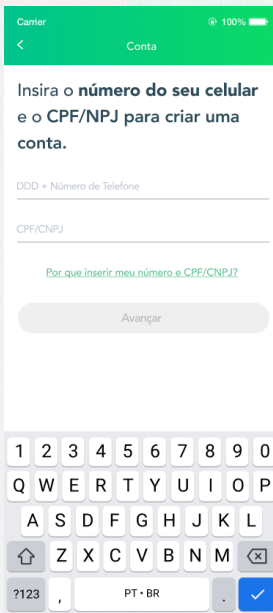 Carrier 100%
Conta
Insira o número do seu celular
e o CPF/NPJ para criar uma
conta.
DDD + Número de Telefone
CPF/CNPJ
Por que inserir meu número e CPF/CNPJ?
Avançar
1 2 3 4 5 6 7 8 9 0
Q W E R T Y U I O P
A S D F G H J K L
Z X C V B N M
?123 , PT • BR .